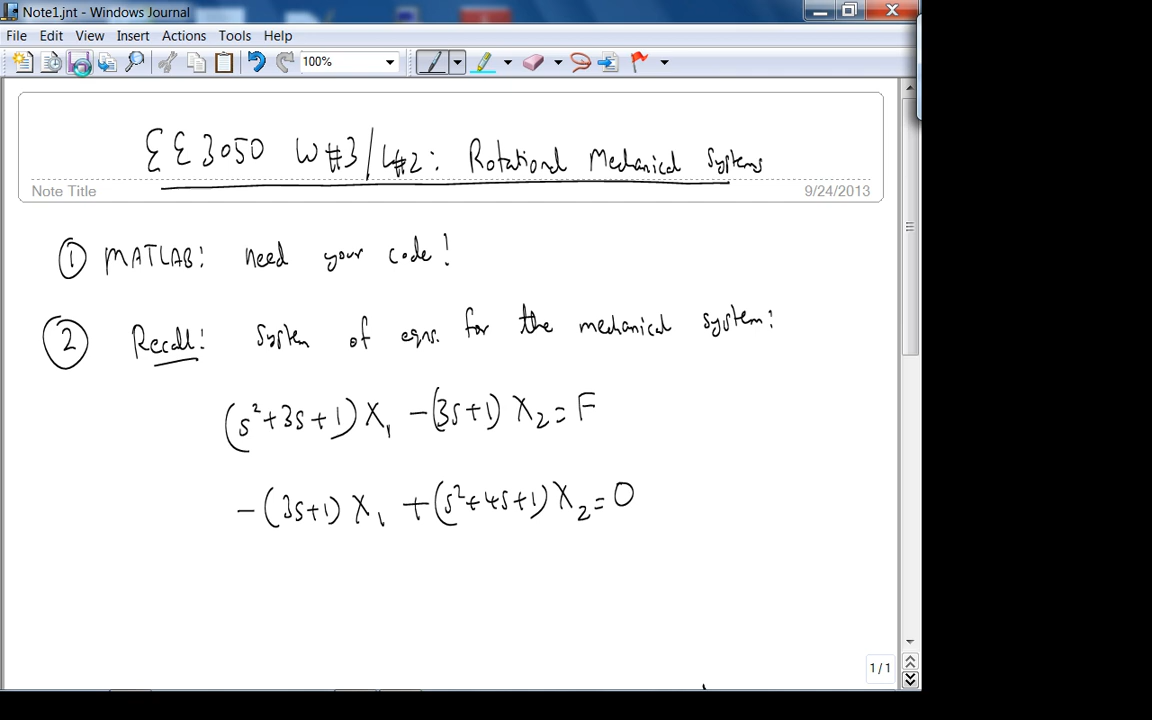 Note1.jnt - Windows Journal
File Edit View Insert Actions Tools Help
100%
EE3050 W#3/L#2: Rotational Mechanical Systems
Note Title 9/24/2013
① MATLAB: need your code!
② Recall: System of eqns. for the mechanical system:
(s²+3s+1)X₁ -(3s+1)X₂ = F
-(3s+1)X₁ +(s²+4s+1)X₂ = 0
1/1